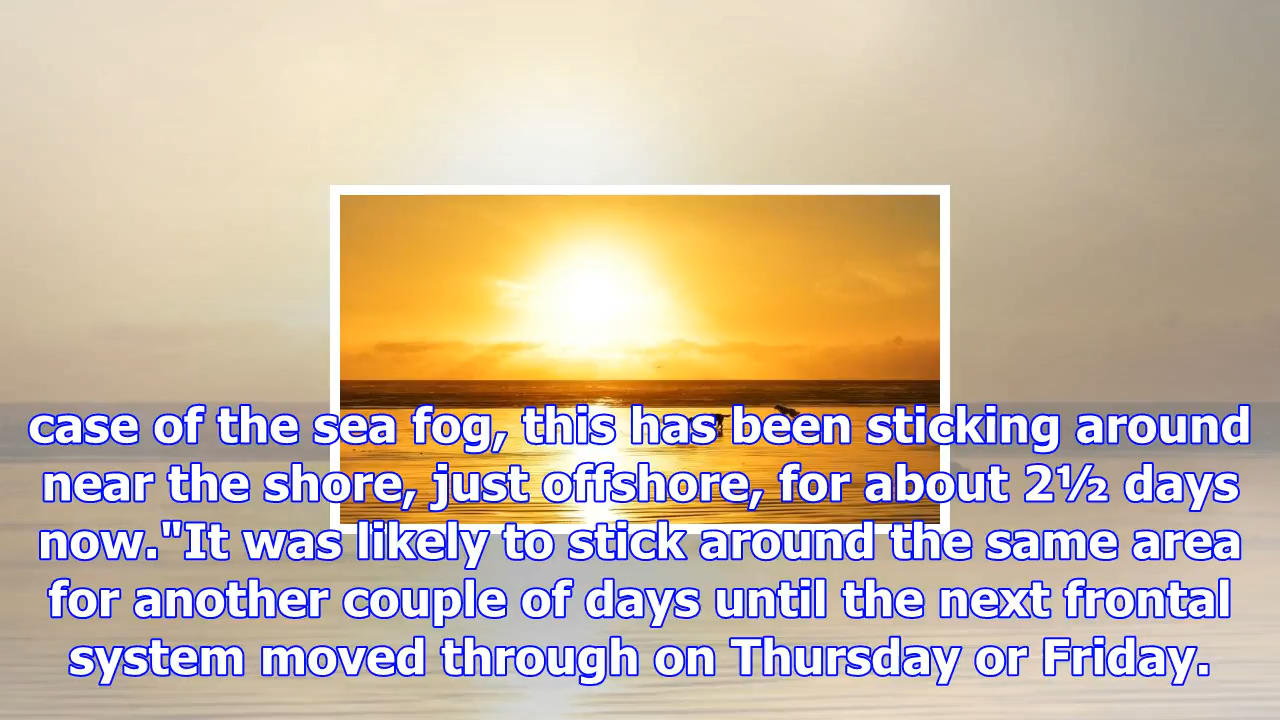 case of the sea fog, this has been sticking around
near the shore, just offshore, for about 2½ days
now."It was likely to stick around the same area
for another couple of days until the next frontal
system moved through on Thursday or Friday.